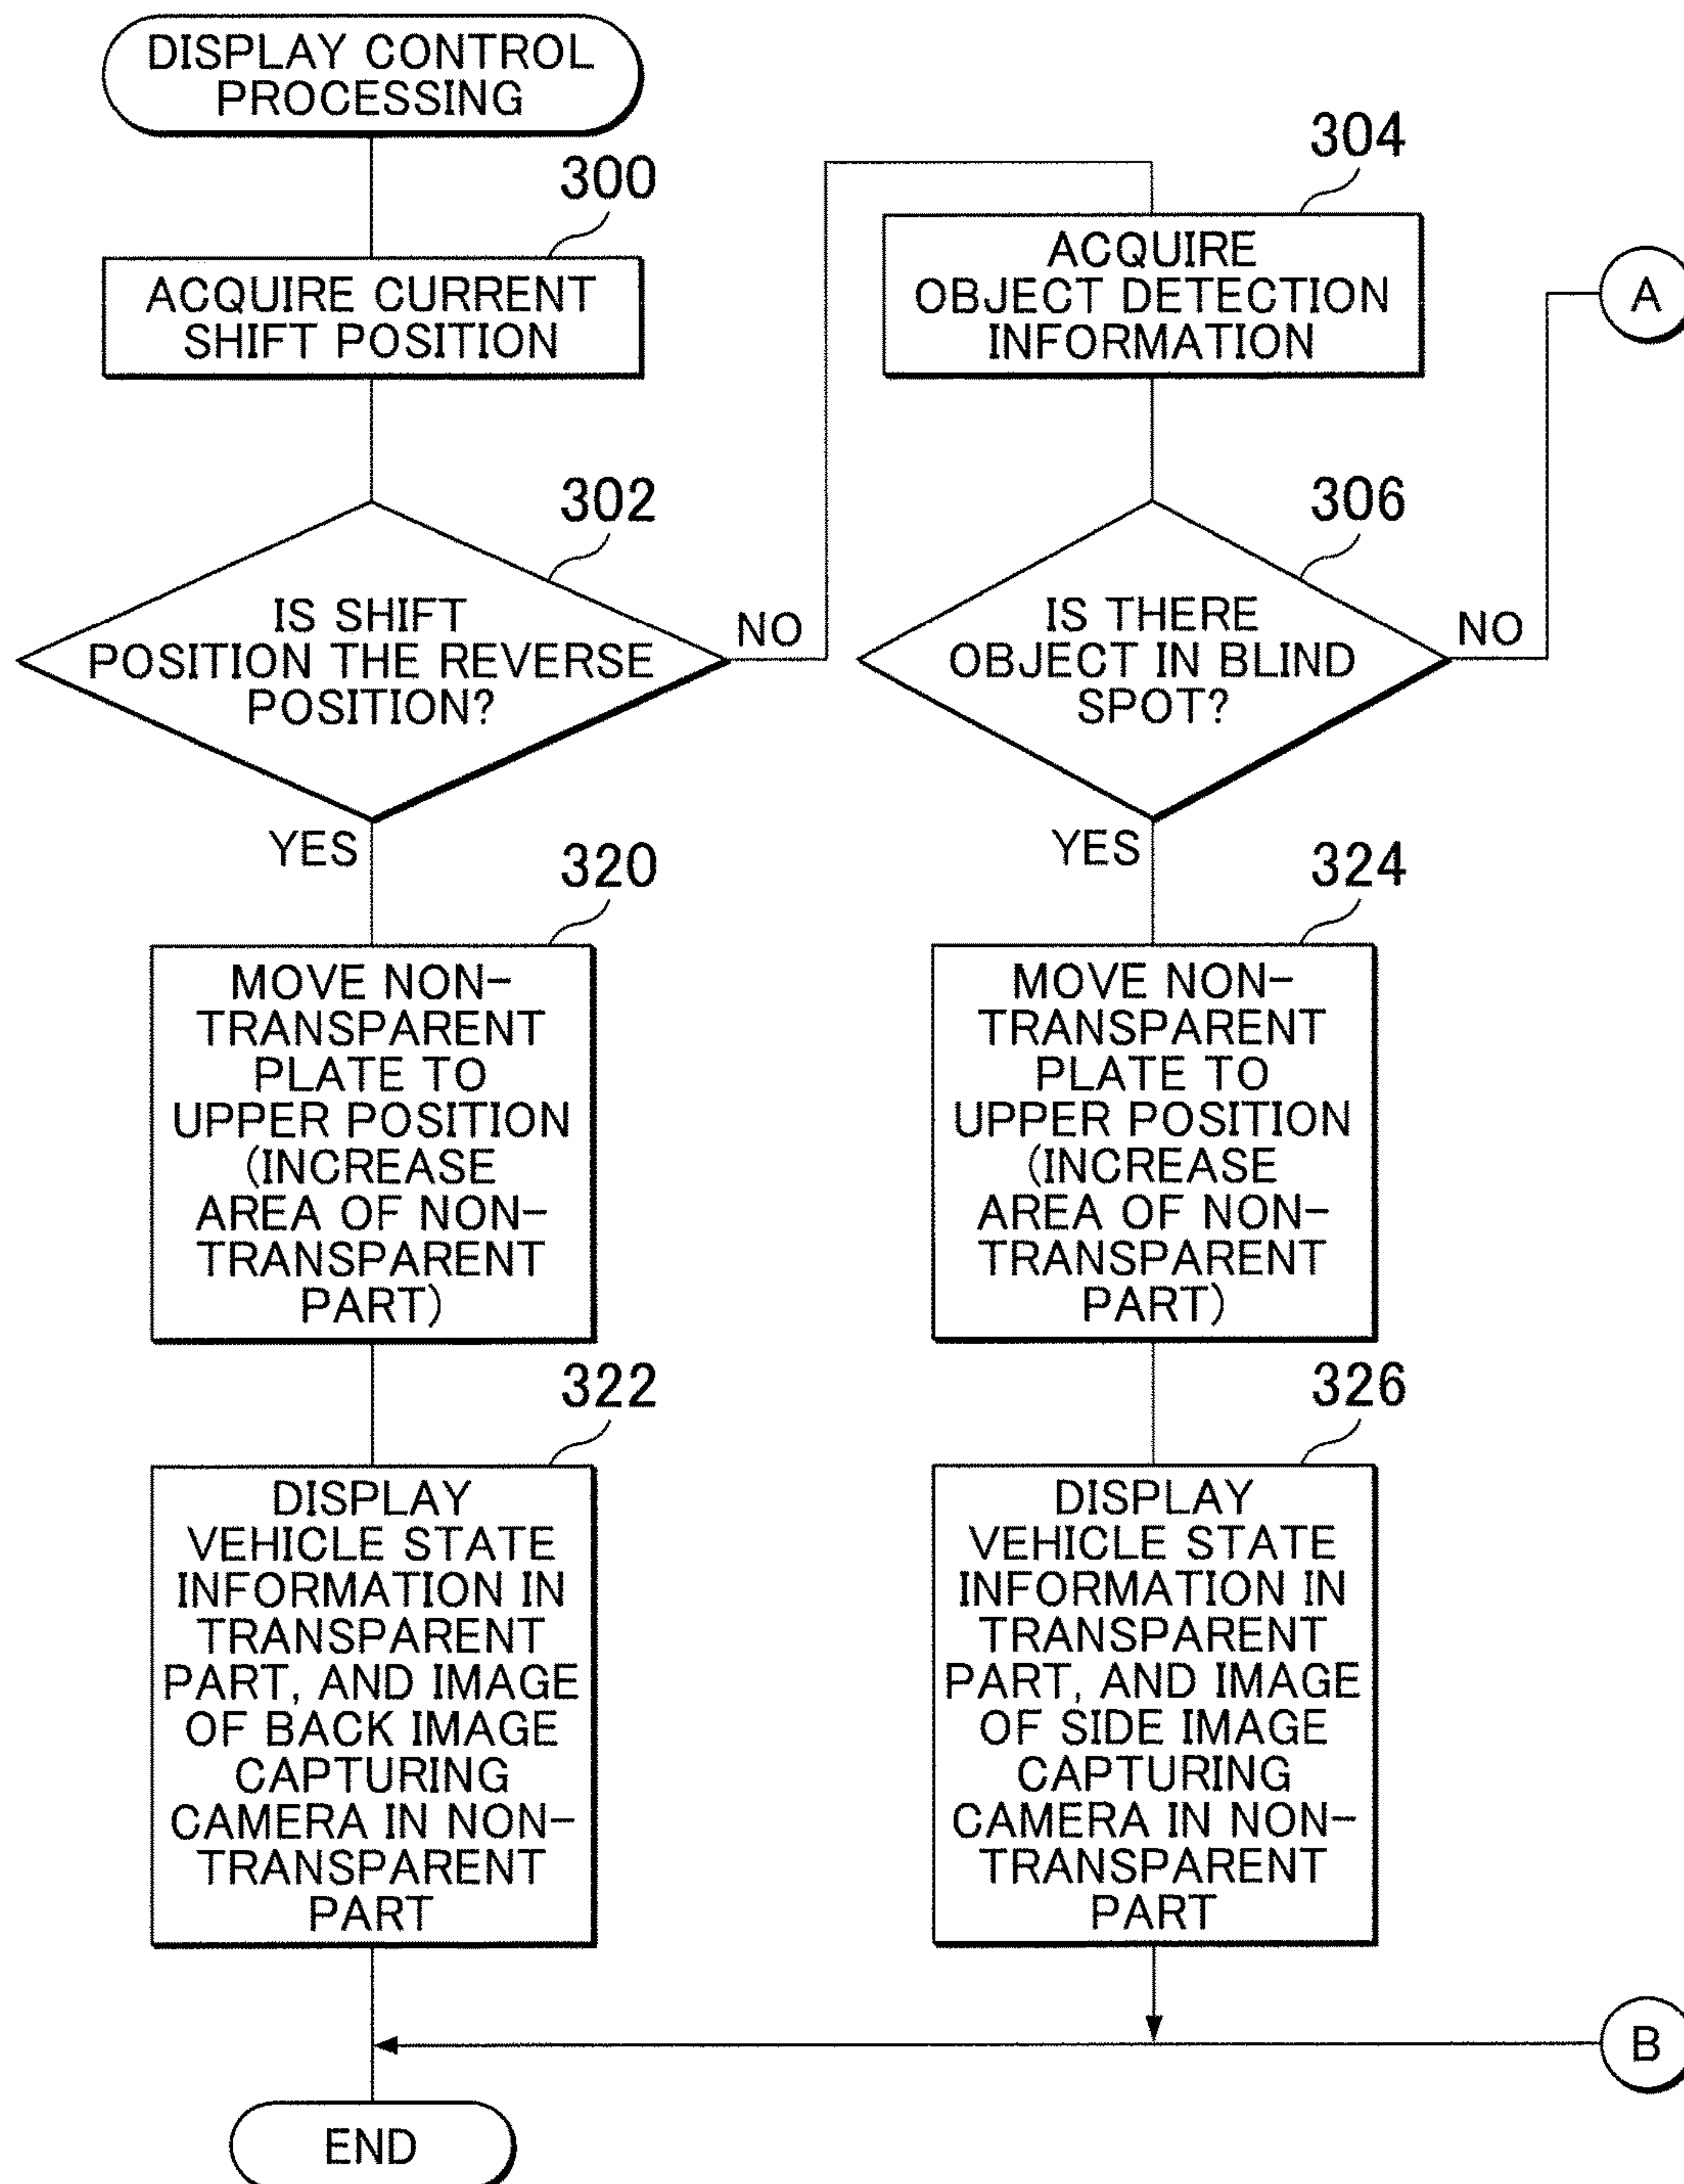 DISPLAY CONTROL
PROCESSING
300
ACQUIRE CURRENT
SHIFT POSITION
302
IS SHIFT
POSITION THE REVERSE
POSITION?
NO
YES
320
MOVE NON-
TRANSPARENT
PLATE TO
UPPER POSITION
(INCREASE
AREA OF NON-
TRANSPARENT
PART)
322
DISPLAY
VEHICLE STATE
INFORMATION IN
TRANSPARENT
PART, AND IMAGE
OF BACK IMAGE
CAPTURING
CAMERA IN NON-
TRANSPARENT
PART
END
304
ACQUIRE
OBJECT DETECTION
INFORMATION
306
IS THERE
OBJECT IN BLIND
SPOT?
NO
A
YES
324
MOVE NON-
TRANSPARENT
PLATE TO
UPPER POSITION
(INCREASE
AREA OF NON-
TRANSPARENT
PART)
326
DISPLAY
VEHICLE STATE
INFORMATION IN
TRANSPARENT
PART, AND IMAGE
OF SIDE IMAGE
CAPTURING
CAMERA IN NON-
TRANSPARENT
PART
B